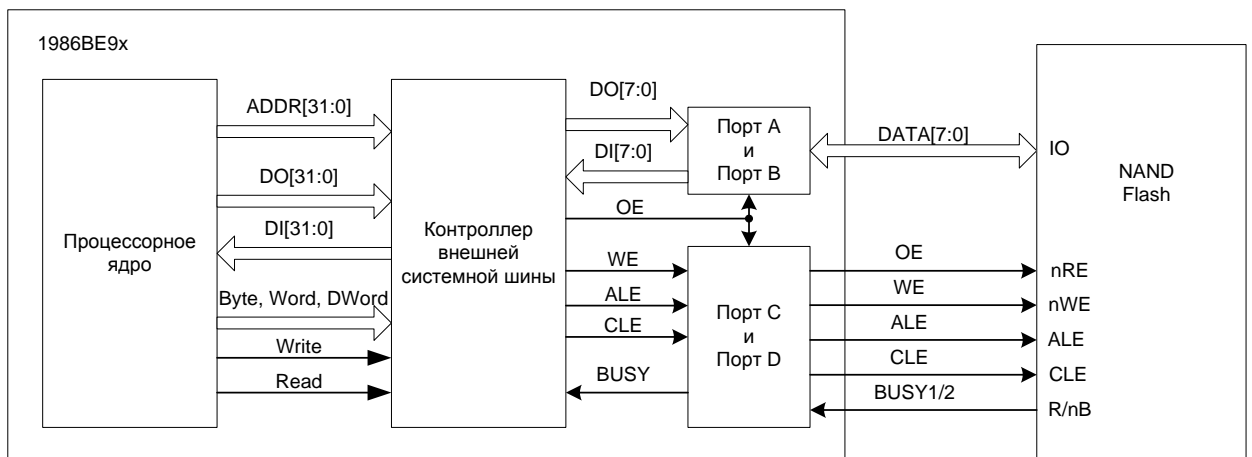 1986BE9x
Процессорное
ядро
ADDR[31:0]
DO[31:0]
DI[31:0]
Byte, Word, DWord
Write
Read
Контроллер
внешней
системной шины
DO[7:0]
DI[7:0]
OE
WE
ALE
CLE
BUSY
Порт A
и
Порт B
Порт C
и
Порт D
DATA[7:0]
OE
WE
ALE
CLE
BUSY1/2
IO
nRE
nWE
ALE
CLE
R/nB
NAND
Flash